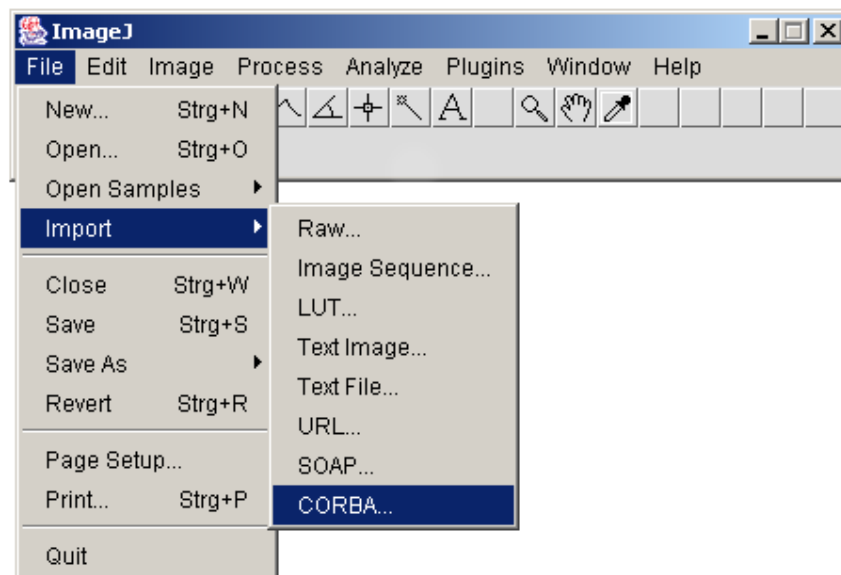 ImageJ
File Edit Image Process Analyze Plugins Window Help
New... Strg+N
Open... Strg+O
Open Samples
Import
Close Strg+W
Save Strg+S
Save As
Revert Strg+R
Page Setup...
Print... Strg+P
Quit
Raw...
Image Sequence...
LUT...
Text Image...
Text File...
URL...
SOAP...
CORBA...
A